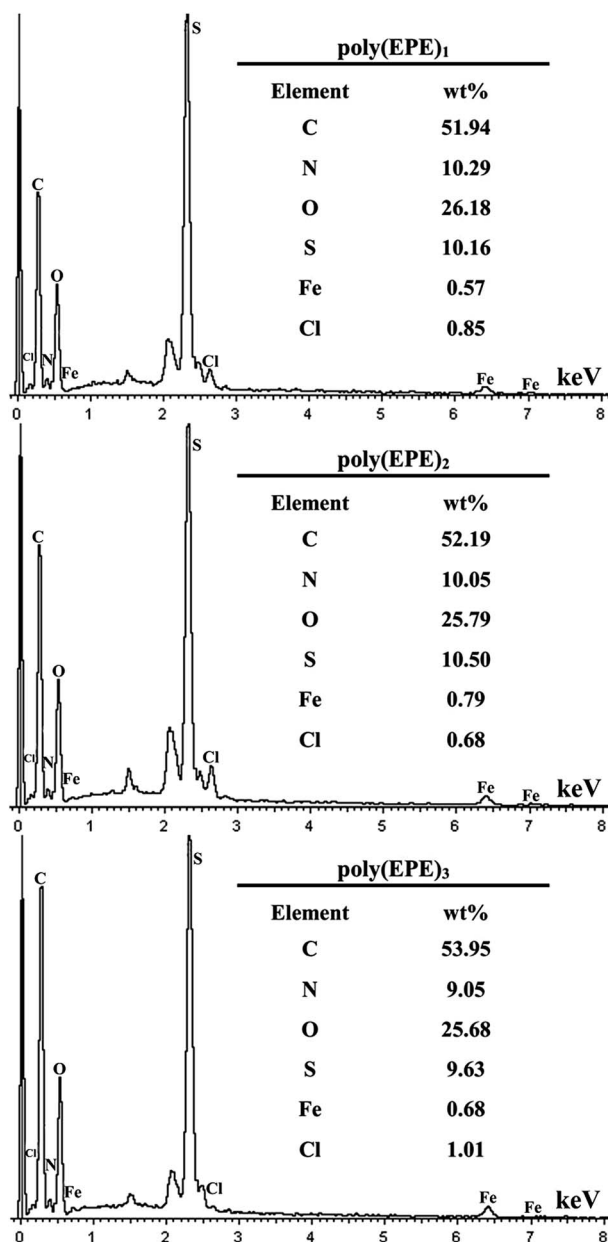 S
poly(EPE)₁
Element wt%
C 51.94
N 10.29
O 26.18
S 10.16
Fe 0.57
Cl 0.85
C
O
Cl
N
Fe
Cl
Fe
Fe
keV
0 1 2 3 4 5 6 7 8
S
poly(EPE)₂
Element wt%
C 52.19
N 10.05
O 25.79
S 10.50
Fe 0.79
Cl 0.68
C
O
Cl
N
Fe
Cl
Fe
Fe
keV
0 1 2 3 4 5 6 7 8
S
poly(EPE)₃
Element wt%
C 53.95
N 9.05
O 25.68
S 9.63
Fe 0.68
Cl 1.01
C
O
Cl
N
Fe
Cl
Fe
Fe
keV
0 1 2 3 4 5 6 7 8